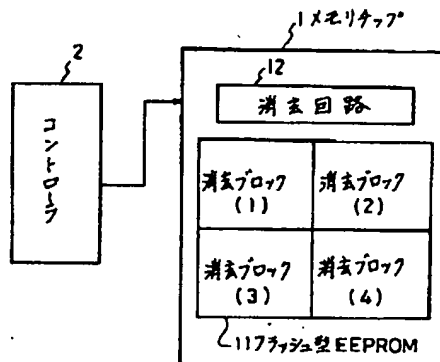 1メモリチップ
2
12
コントローラ
消去回路
消去ブロック
(1)
消去ブロック
(2)
消去ブロック
(3)
消去ブロック
(4)
11フラッシュ型EEPROM